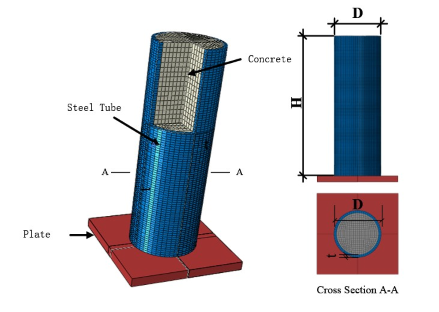 D
Concrete
H
Steel Tube
A
A
D
Plate
t
Cross Section A-A